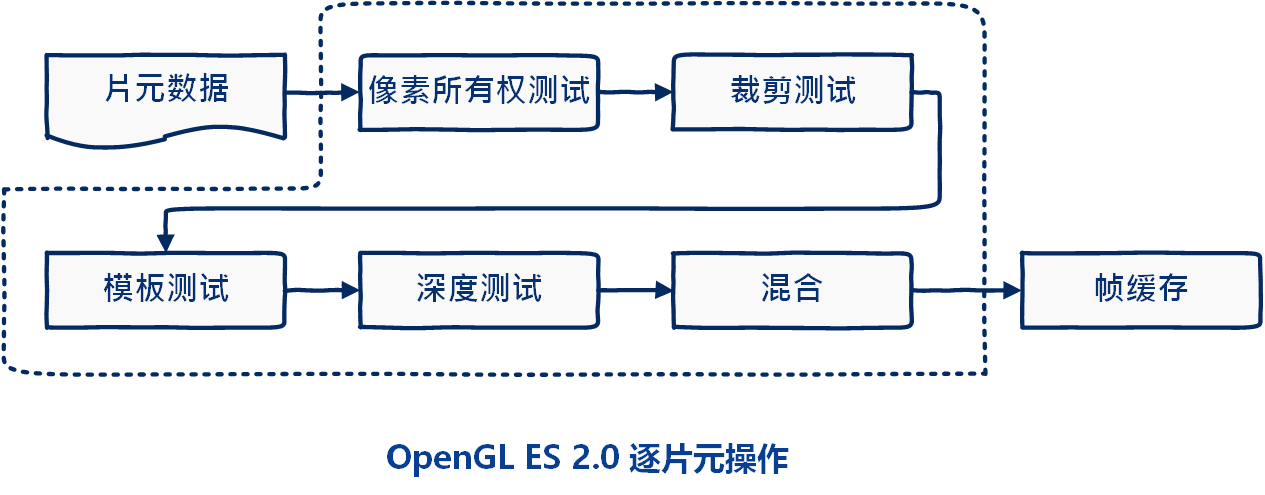 片元数据
像素所有权测试
裁剪测试
模板测试
深度测试
混合
帧缓存
OpenGL ES 2.0 逐片元操作